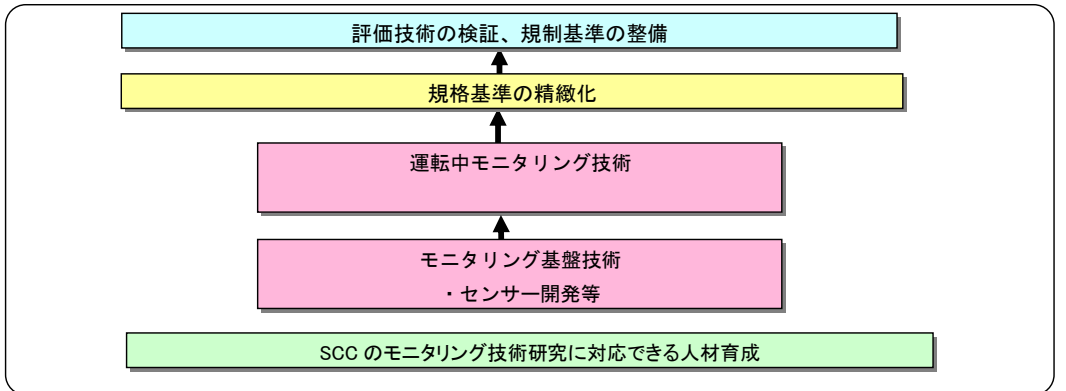 評価技術の検証、規制基準の整備
規格基準の精緻化
運転中モニタリング技術
モニタリング基盤技術
・センサー開発等
SCC のモニタリング技術研究に対応できる人材育成